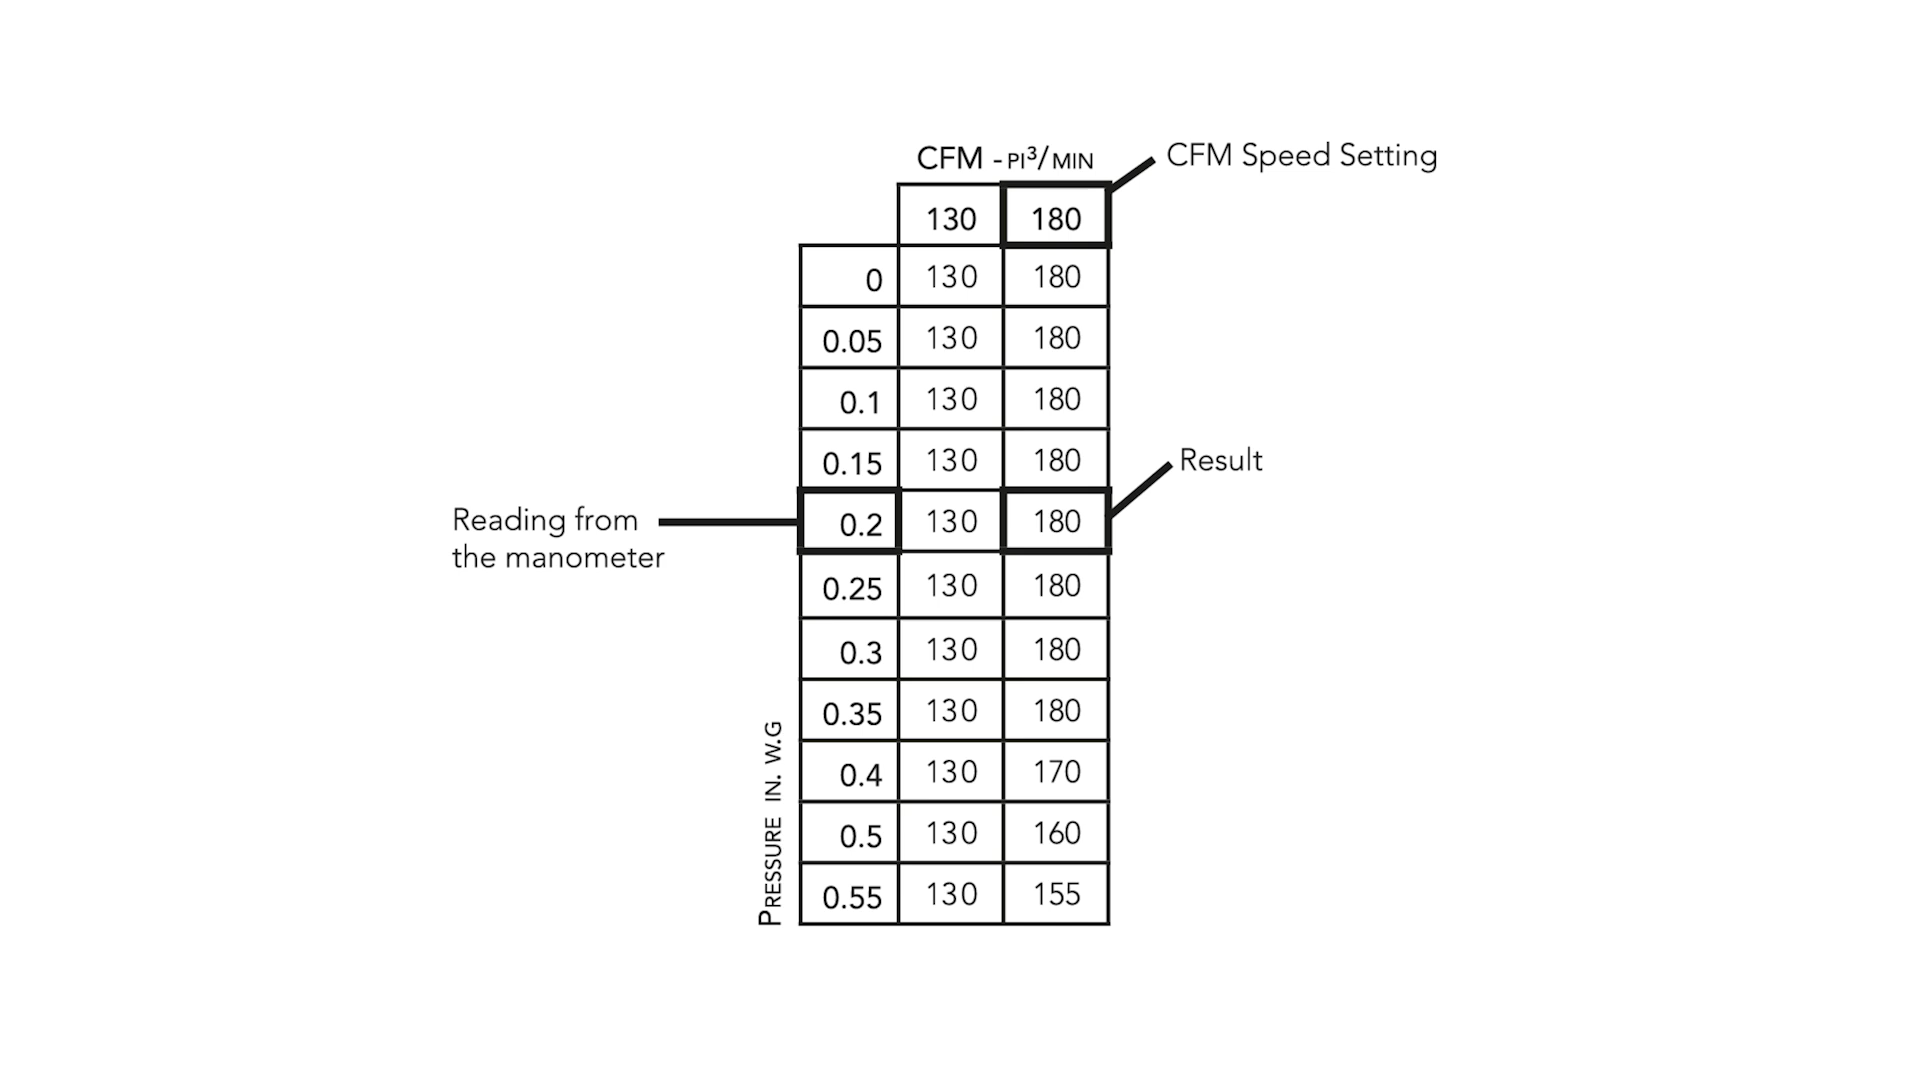 CFM - PI³/MIN
CFM Speed Setting
130 180
0 130 180
0.05 130 180
0.1 130 180
0.15 130 180
Result
0.2 130 180
Reading from
the manometer
0.25 130 180
0.3 130 180
0.35 130 180
0.4 130 170
0.5 130 160
0.55 130 155
PRESSURE IN. W.G